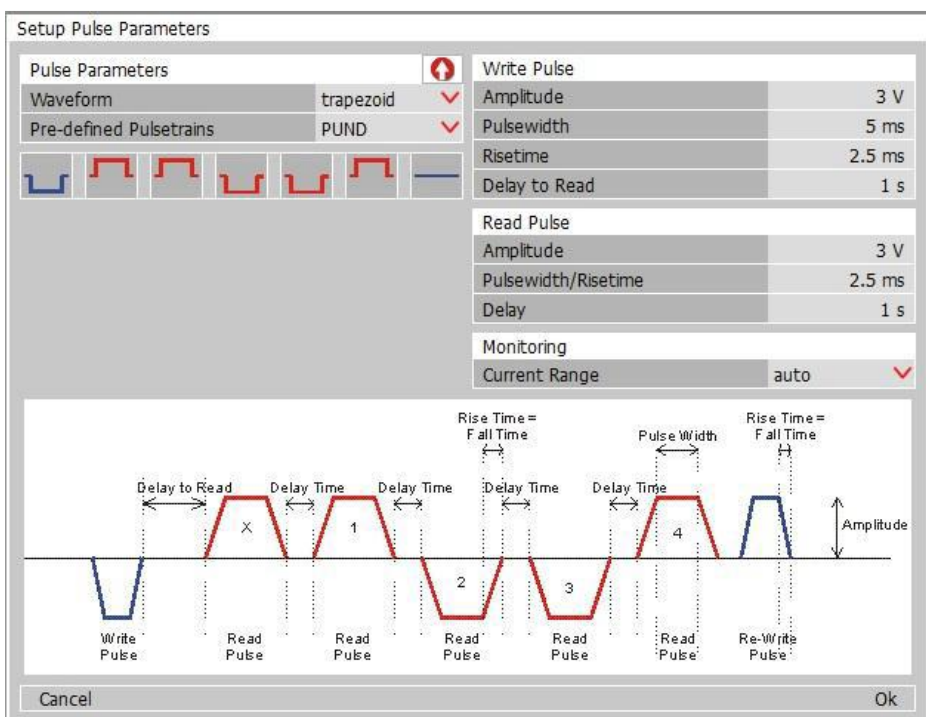 Setup Pulse Parameters
Pulse Parameters
Waveform trapezoid
Pre-defined Pulsetrains PUND
Write Pulse
Amplitude 3 V
Pulsewidth 5 ms
Risetime 2.5 ms
Delay to Read 1 s
Read Pulse
Amplitude 3 V
Pulsewidth/Risetime 2.5 ms
Delay 1 s
Monitoring
Current Range auto
Rise Time =
Fall Time
Pulse Width
Rise Time =
Fall Time
Delay to Read
Delay Time
Delay Time
Delay Time
Delay Time
Amplitude
X
1
2
3
4
Write
Pulse
Read
Pulse
Read
Pulse
Read
Pulse
Read
Pulse
Read
Pulse
Re-Write
Pulse
Cancel Ok